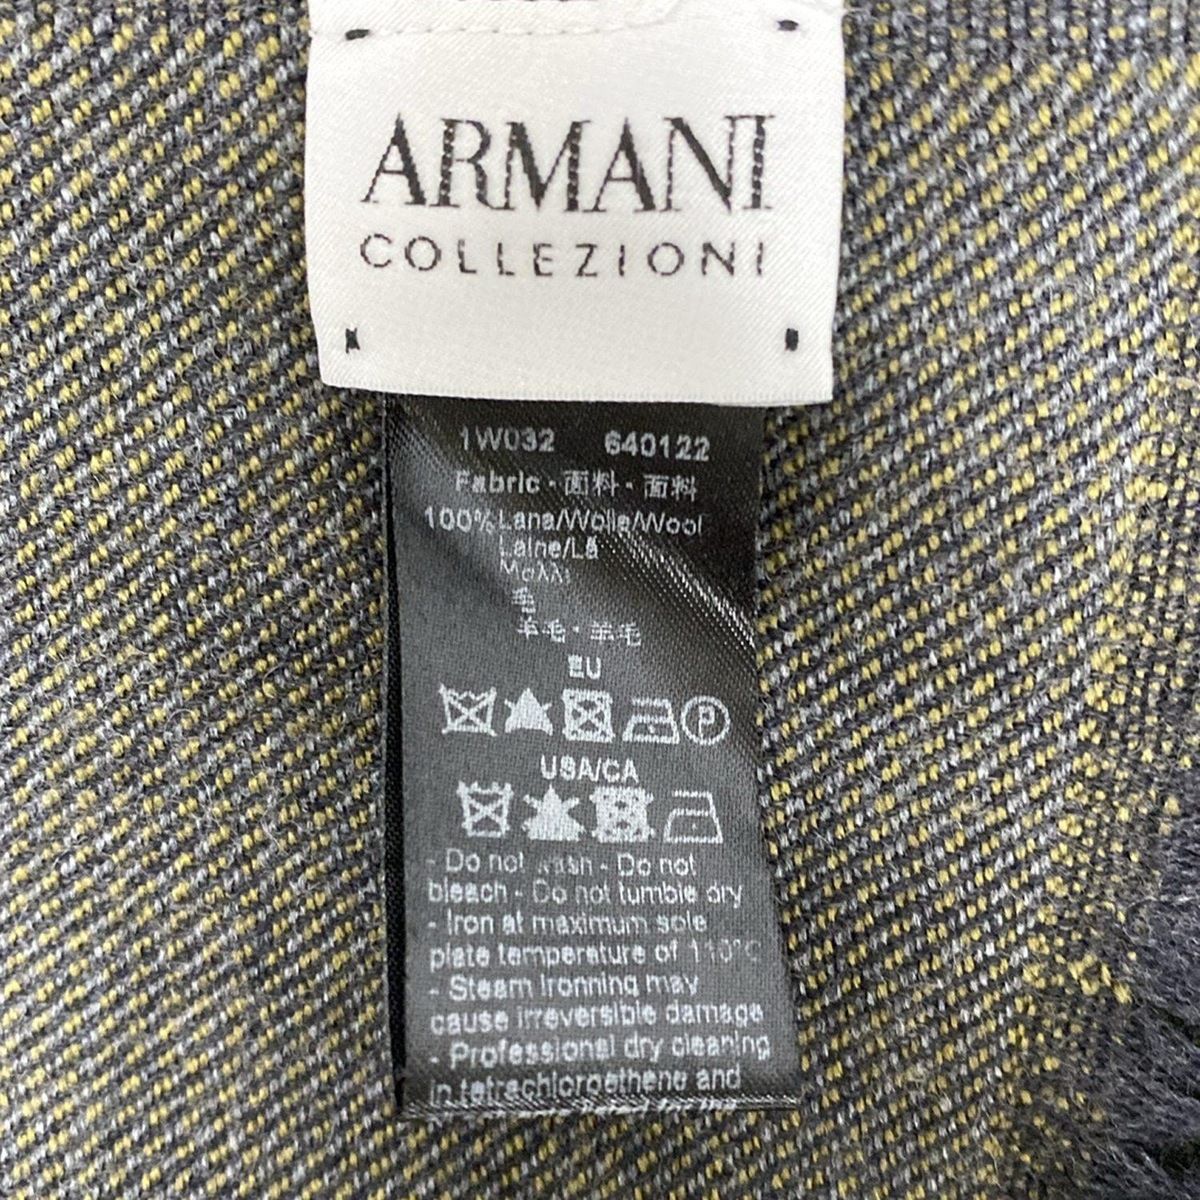 ARMANI
COLLEZIONI
1W032 640122
Fabric · 面料 · 面料
100% Lana/Wolle/Wool
Laine/Lã
Μαλλί
毛
羊毛 · 羊毛
EU
P
USA/CA
- Do not wash - Do not
bleach - Do not tumble dry
- Iron at maximum sole
plate temperature of 110°C
- Steam Ironning may
cause irreversible damage
- Professional dry cleaning
in tetrachloroethene and